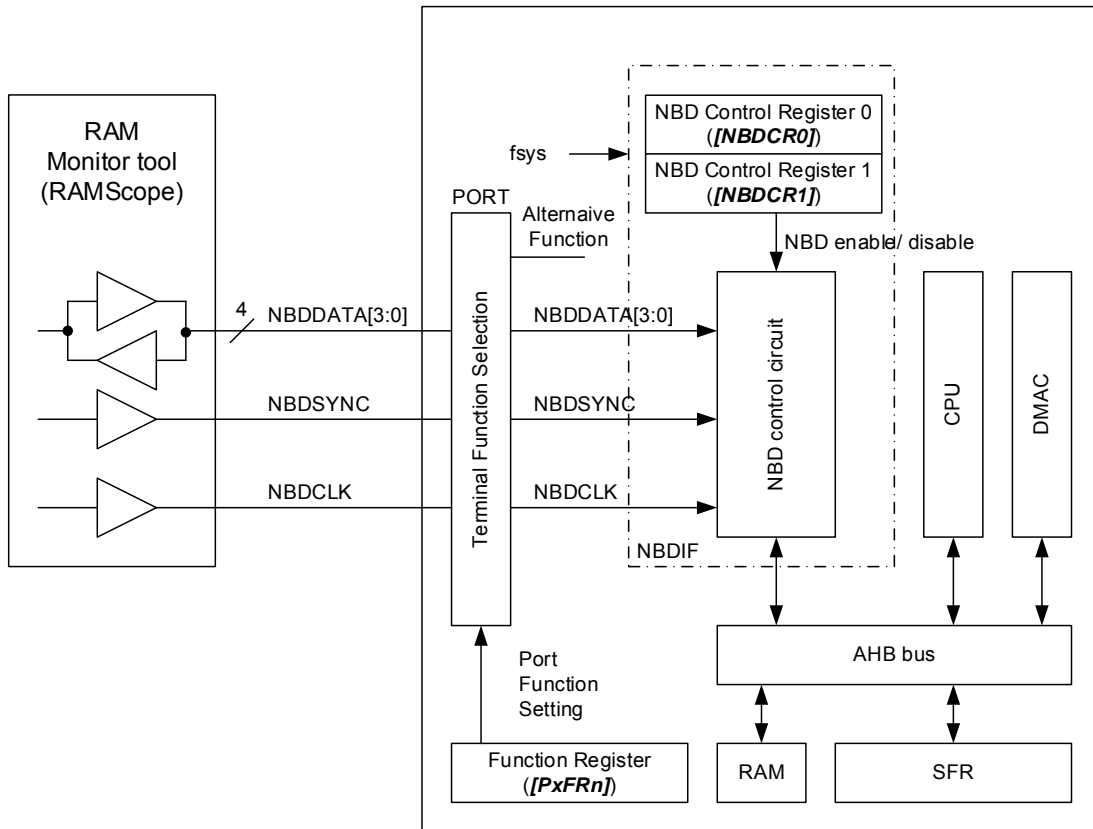 RAM
Monitor tool
(RAMScope)
4
NBDDATA[3:0]
NBDSYNC
NBDCLK
PORT
Terminal Function Selection
Alternaive
Function
fsys
NBD Control Register 0
([NBDCR0])
NBD Control Register 1
([NBDCR1])
NBD enable/ disable
NBDDATA[3:0]
NBDSYNC
NBDCLK
NBD control circuit
NBDIF
CPU
DMAC
AHB bus
Port
Function
Setting
Function Register
([PxFRn])
RAM
SFR